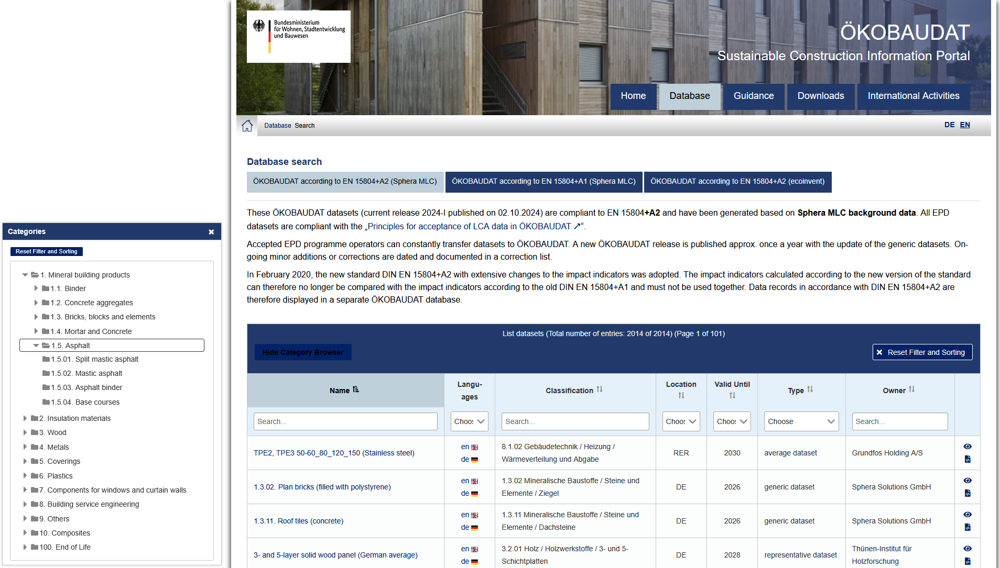 Bundesministerium
für Wohnen, Stadtentwicklung
und Bauwesen
ÖKOBAUDAT
Sustainable Construction Information Portal
Home
Database
Guidance
Downloads
International Activities
Database Search
DE EN
Database search
ÖKOBAUDAT according to EN 15804+A2 (Sphera MLC)
ÖKOBAUDAT according to EN 15804+A1 (Sphera MLC)
ÖKOBAUDAT according to EN 15804+A2 (ecoinvent)
These ÖKOBAUDAT datasets (current release 2024-I published on 02.10.2024) are compliant to EN 15804+A2 and have been generated based on Sphera MLC background data. All EPD
datasets are compliant with the „Principles for acceptance of LCA data in ÖKOBAUDAT ↗“.
Accepted EPD programme operators can constantly transfer datasets to ÖKOBAUDAT. A new ÖKOBAUDAT release is published approx. once a year with the update of the generic datasets. On-
going minor additions or corrections are dated and documented in a correction list.
In February 2020, the new standard DIN EN 15804+A2 with extensive changes to the impact indicators was adopted. The impact indicators calculated according to the new version of the standard
can therefore no longer be compared with the impact indicators according to the old DIN EN 15804+A1 and must not be used together. Data records in accordance with DIN EN 15804+A2 are
therefore displayed in a separate ÖKOBAUDAT database.
Categories
Reset Filter and Sorting
1. Mineral building products
1.1. Binder
1.2. Concrete aggregates
1.3. Bricks, blocks and elements
1.4. Mortar and Concrete
1.5. Asphalt
1.5.01. Split mastic asphalt
1.5.02. Mastic asphalt
1.5.03. Asphalt binder
1.5.04. Base courses
2. Insulation materials
3. Wood
4. Metals
5. Coverings
6. Plastics
7. Components for windows and curtain walls
8. Building service engineering
9. Others
10. Composites
100. End of Life
List datasets (Total number of entries: 2014 of 2014) (Page 1 of 101)
Hide Category Browser
Reset Filter and Sorting
Name
Langu-
ages
Classification
Location
Valid Until
Type
Owner
Search...
Choos
Search...
Choos
Choos
Choose
Search...
TPE2, TPE3 50-60_80_120_150 (Stainless steel)
en
de
8.1.02 Gebäudetechnik / Heizung /
Wärmeverteilung und Abgabe
RER
2030
average dataset
Grundfos Holding A/S
1.3.02. Plan bricks (filled with polystyrene)
en
de
1.3.02 Mineralische Baustoffe / Steine und
Elemente / Ziegel
DE
2026
generic dataset
Sphera Solutions GmbH
1.3.11. Roof tiles (concrete)
en
de
1.3.11 Mineralische Baustoffe / Steine und
Elemente / Dachsteine
DE
2026
generic dataset
Sphera Solutions GmbH
3- and 5-layer solid wood panel (German average)
en
de
3.2.01 Holz / Holzwerkstoffe / 3- und 5-
Schichtplatten
DE
2028
representative dataset
Thünen-Institut für
Holzforschung